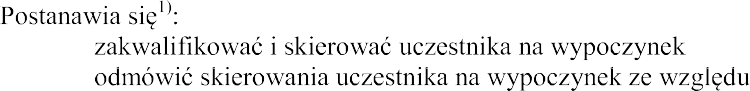 Postanawia się1):
zakwalifikować i skierować uczestnika na wypoczynek
odmówić skierowania uczestnika na wypoczynek ze względu